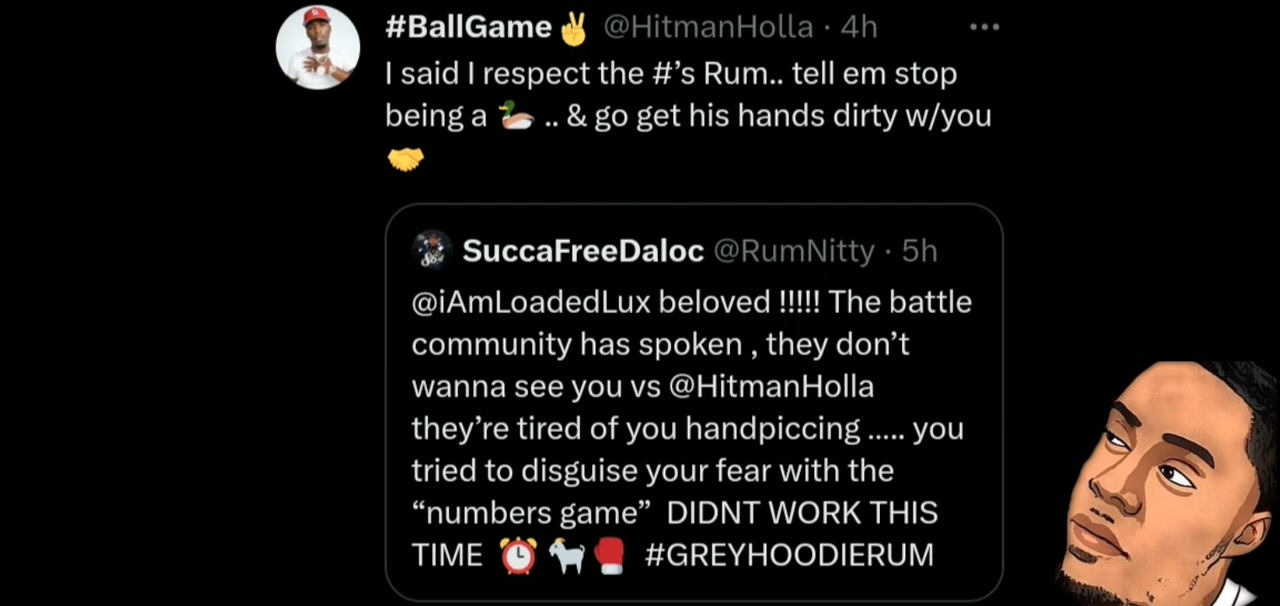 #BallGame✌️ @HitmanHolla · 4h ...
I said I respect the #’s Rum.. tell em stop
being a 🦆 .. & go get his hands dirty w/you
🤝
SuccaFreeDaloc @RumNitty · 5h
@iAmLoadedLux beloved !!!!! The battle
community has spoken , they don’t
wanna see you vs @HitmanHolla
they’re tired of you handpiccing ..... you
tried to disguise your fear with the
“numbers game”  DIDNT WORK THIS
TIME ⏰🐐🥊 #GREYHOODIERUM